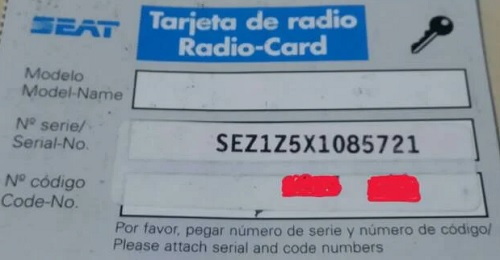 SEAT
Tarjeta de radio
Radio-Card
Modelo
Model-Name
Nº serie/
Serial-No.
SEZ1Z5X1085721
Nº código
Code-No.
Por favor, pegar número de serie y número de código/
Please attach serial and code numbers